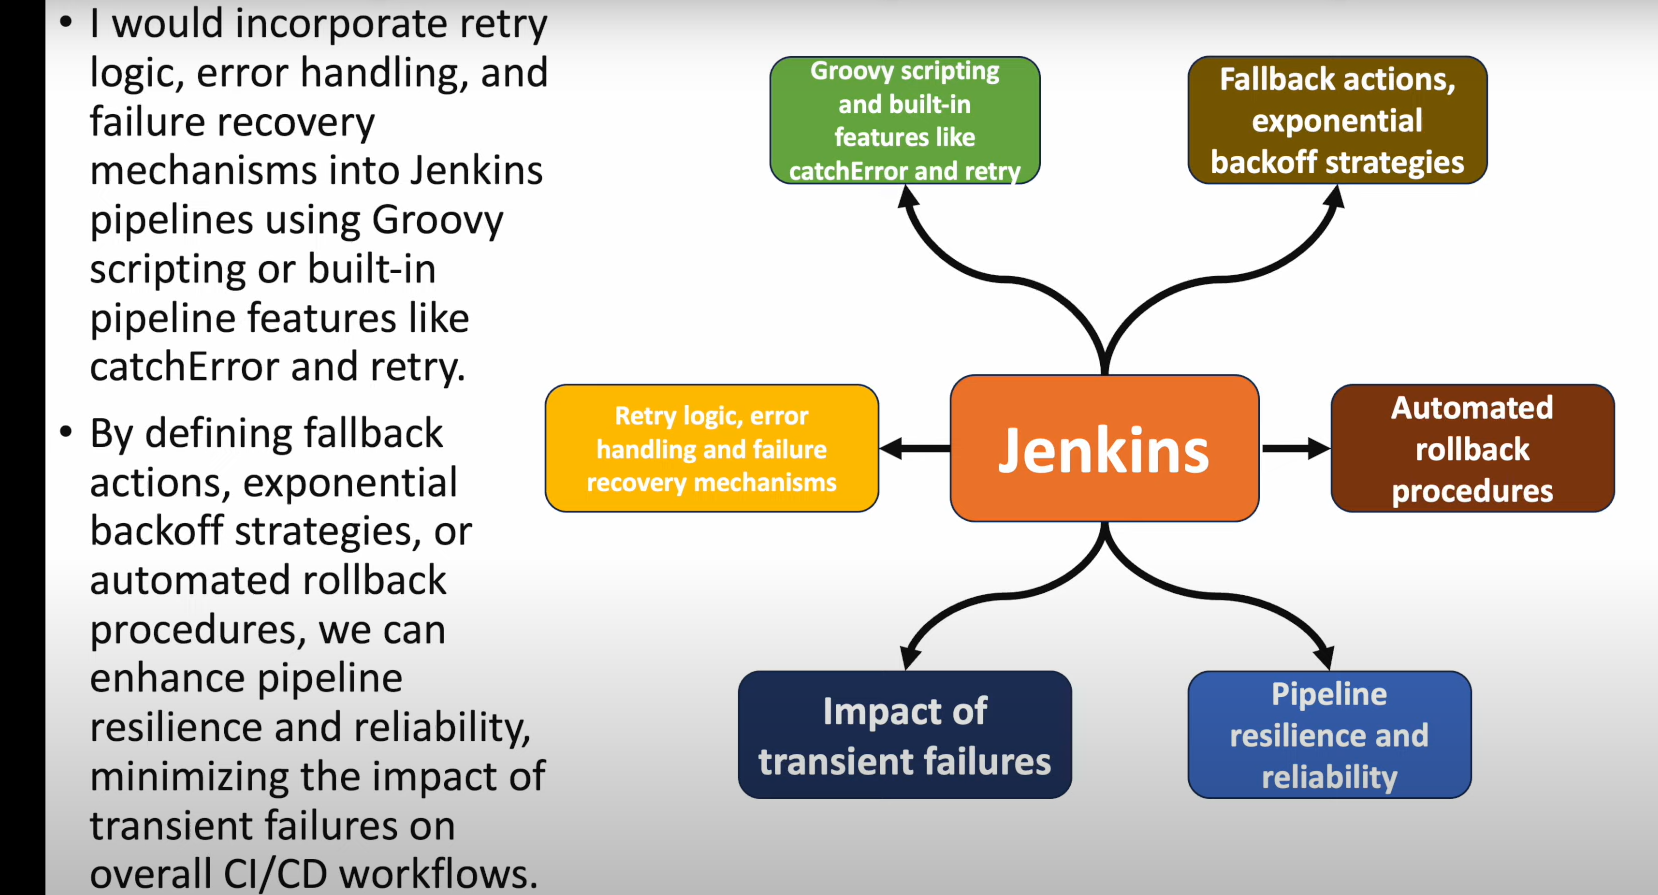 • I would incorporate retry
logic, error handling, and
failure recovery
mechanisms into Jenkins
pipelines using Groovy
scripting or built-in
pipeline features like
catchError and retry.
• By defining fallback
actions, exponential
backoff strategies, or
automated rollback
procedures, we can
enhance pipeline
resilience and reliability,
minimizing the impact of
transient failures on
overall CI/CD workflows.
Groovy scripting
and built-in
features like
catchError and retry
Fallback actions,
exponential
backoff strategies
Retry logic, error
handling and failure
recovery mechanisms
Jenkins
Automated
rollback
procedures
Impact of
transient failures
Pipeline
resilience and
reliability